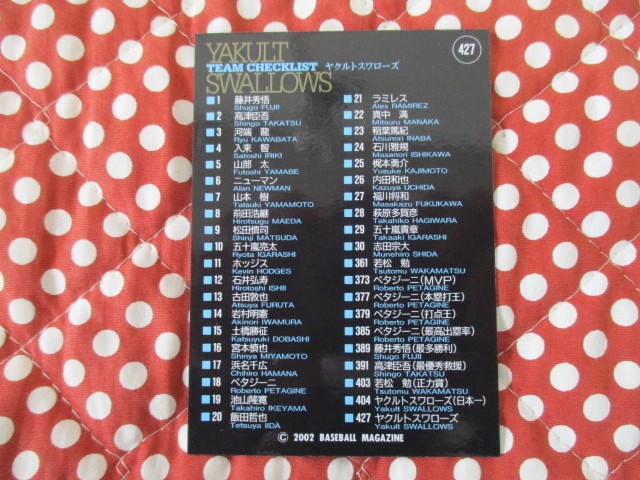 YAKULT
427
TEAM CHECKLIST ヤクルトスワローズ
SWALLOWS
1 藤井秀悟
Shugo FUJII
2 高津臣吾
Shingo TAKATSU
3 河端 龍
Ryu KAWABATA
4 入来 智
Satoshi IRIKI
5 山部 太
Futoshi YAMABE
6 ニューマン
Alan NEWMAN
7 山本 樹
Tatsuki YAMAMOTO
8 前田浩継
Hirotsugu MAEDA
9 松田慎司
Shinji MATSUDA
10 五十嵐亮太
Ryota IGARASHI
11 ホッジス
Kevin HODGES
12 石井弘寿
Hirotoshi ISHII
13 古田敦也
Atsuya FURUTA
14 岩村明憲
Akinori IWAMURA
15 土橋勝征
Katsuyuki DOBASHI
16 宮本慎也
Shinya MIYAMOTO
17 浜名千広
Chihiro HAMANA
18 ペタジーニ
Roberto PETAGINE
19 池山隆寛
Takahiro IKEYAMA
20 飯田哲也
Tetsuya IIDA
21 ラミレス
Alex RAMIREZ
22 真中 満
Mitsuru MANAKA
23 稲葉篤紀
Atsunori INABA
24 石川雅規
Masanori ISHIKAWA
25 梶本勇介
Yusuke KAJIMOTO
26 内田和也
Kazuya UCHIDA
27 福川将和
Masakazu FUKUKAWA
28 萩原多賀彦
Takahiko HAGIWARA
29 五十嵐貴章
Takaaki IGARASHI
30 志田宗大
Munehiro SHIDA
361 若松 勉
Tsutomu WAKAMATSU
373 ペタジーニ(MVP)
Roberto PETAGINE
377 ペタジーニ(本塁打王)
Roberto PETAGINE
379 ペタジーニ(打点王)
Roberto PETAGINE
385 ペタジーニ(最高出塁率)
Roberto PETAGINE
389 藤井秀悟(最多勝利)
Shugo FUJII
391 高津臣吾(最優秀救援)
Shingo TAKATSU
403 若松 勉(正力賞)
Tsutomu WAKAMATSU
404 ヤクルトスワローズ(日本一)
Yakult SWALLOWS
427 ヤクルトスワローズ
Yakult SWALLOWS
© 2002 BASEBALL MAGAZINE